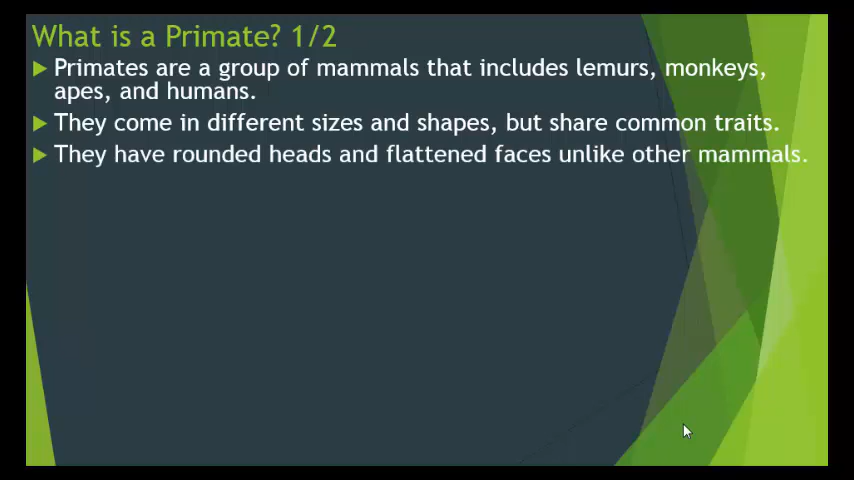 What is a Primate? 1/2
Primates are a group of mammals that includes lemurs, monkeys,
apes, and humans.
They come in different sizes and shapes, but share common traits.
They have rounded heads and flattened faces unlike other mammals.